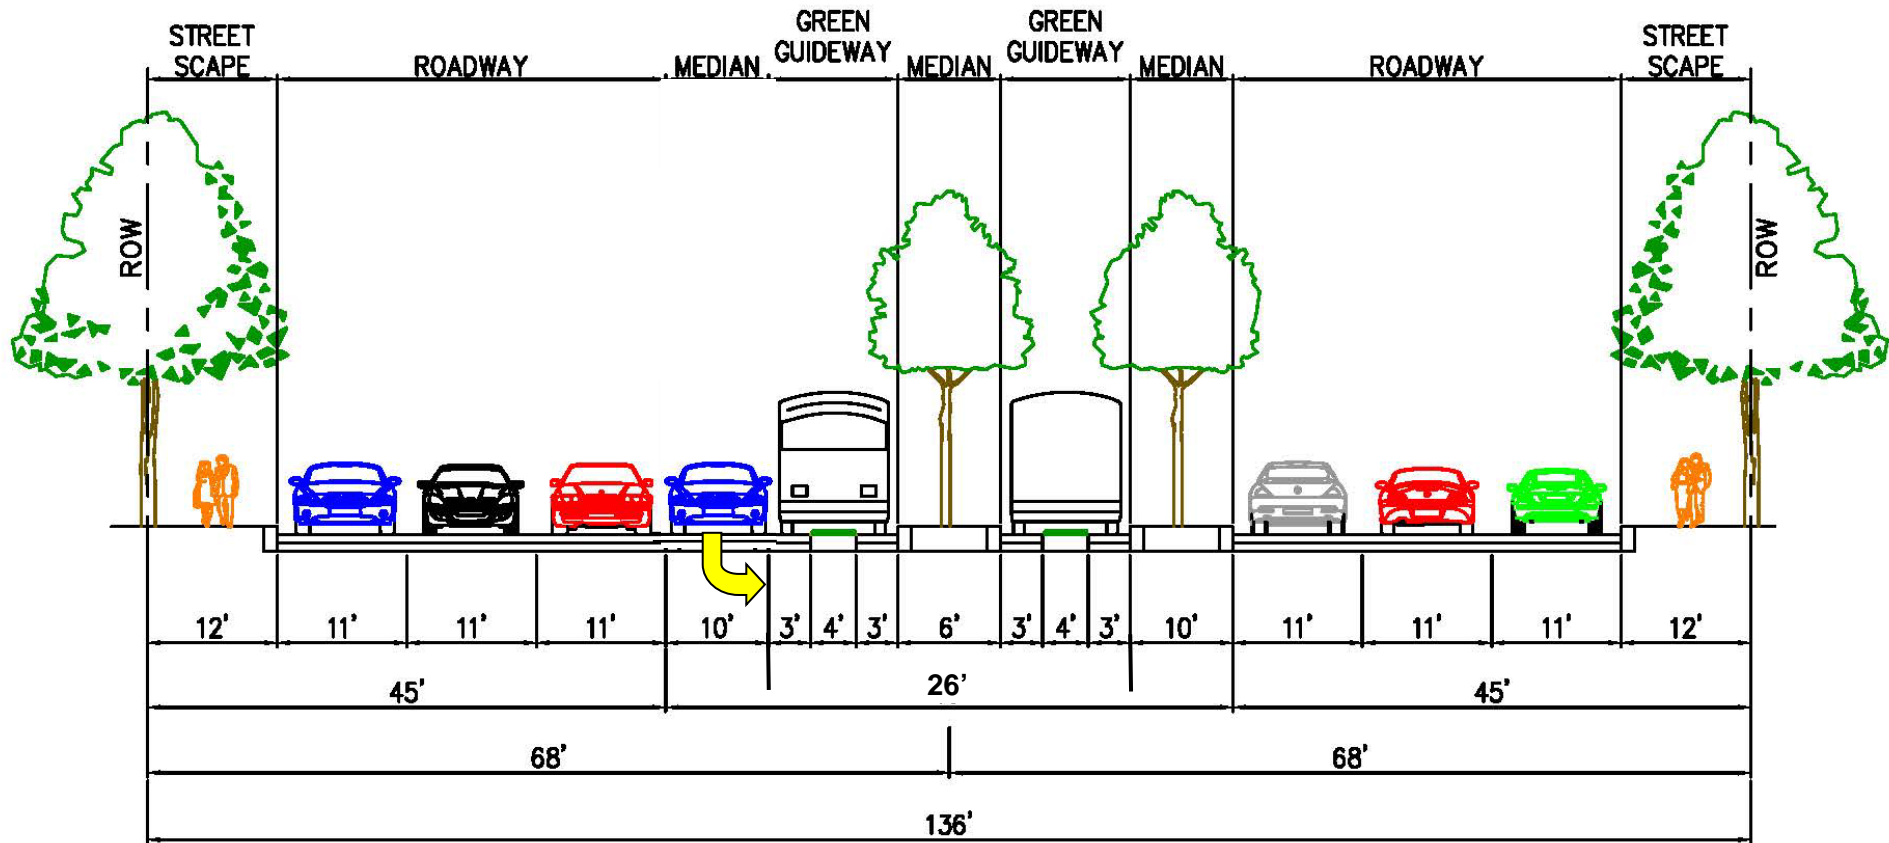 STREET
SCAPE
ROADWAY
MEDIAN
GREEN
GUIDEWAY
MEDIAN
GREEN
GUIDEWAY
MEDIAN
ROADWAY
STREET
SCAPE
ROW
ROW
12' 11' 11' 11' 10' 3' 4' 3' 6' 3' 4' 3' 10' 11' 11' 11' 12'
45' 26' 45'
68' 68'
136'